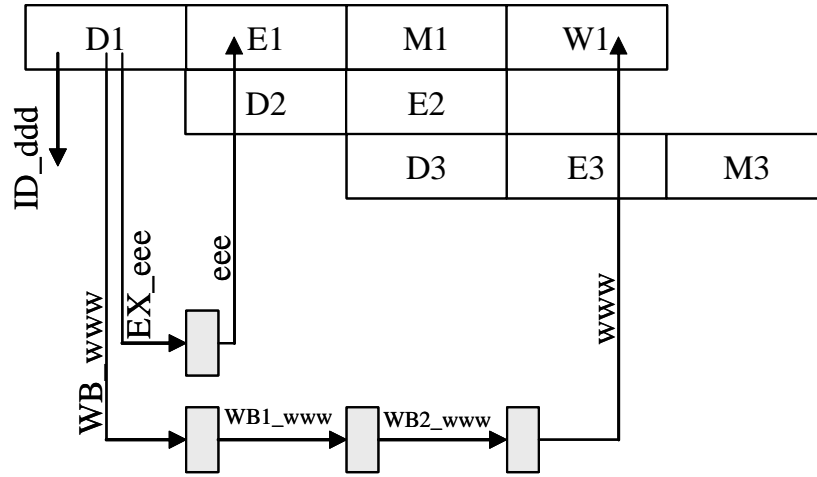 D1 E1 M1 W1
D2 E2
D3 E3 M3
ID_ddd
EX_eee
eee
www
WB_www
WB1_www WB2_www